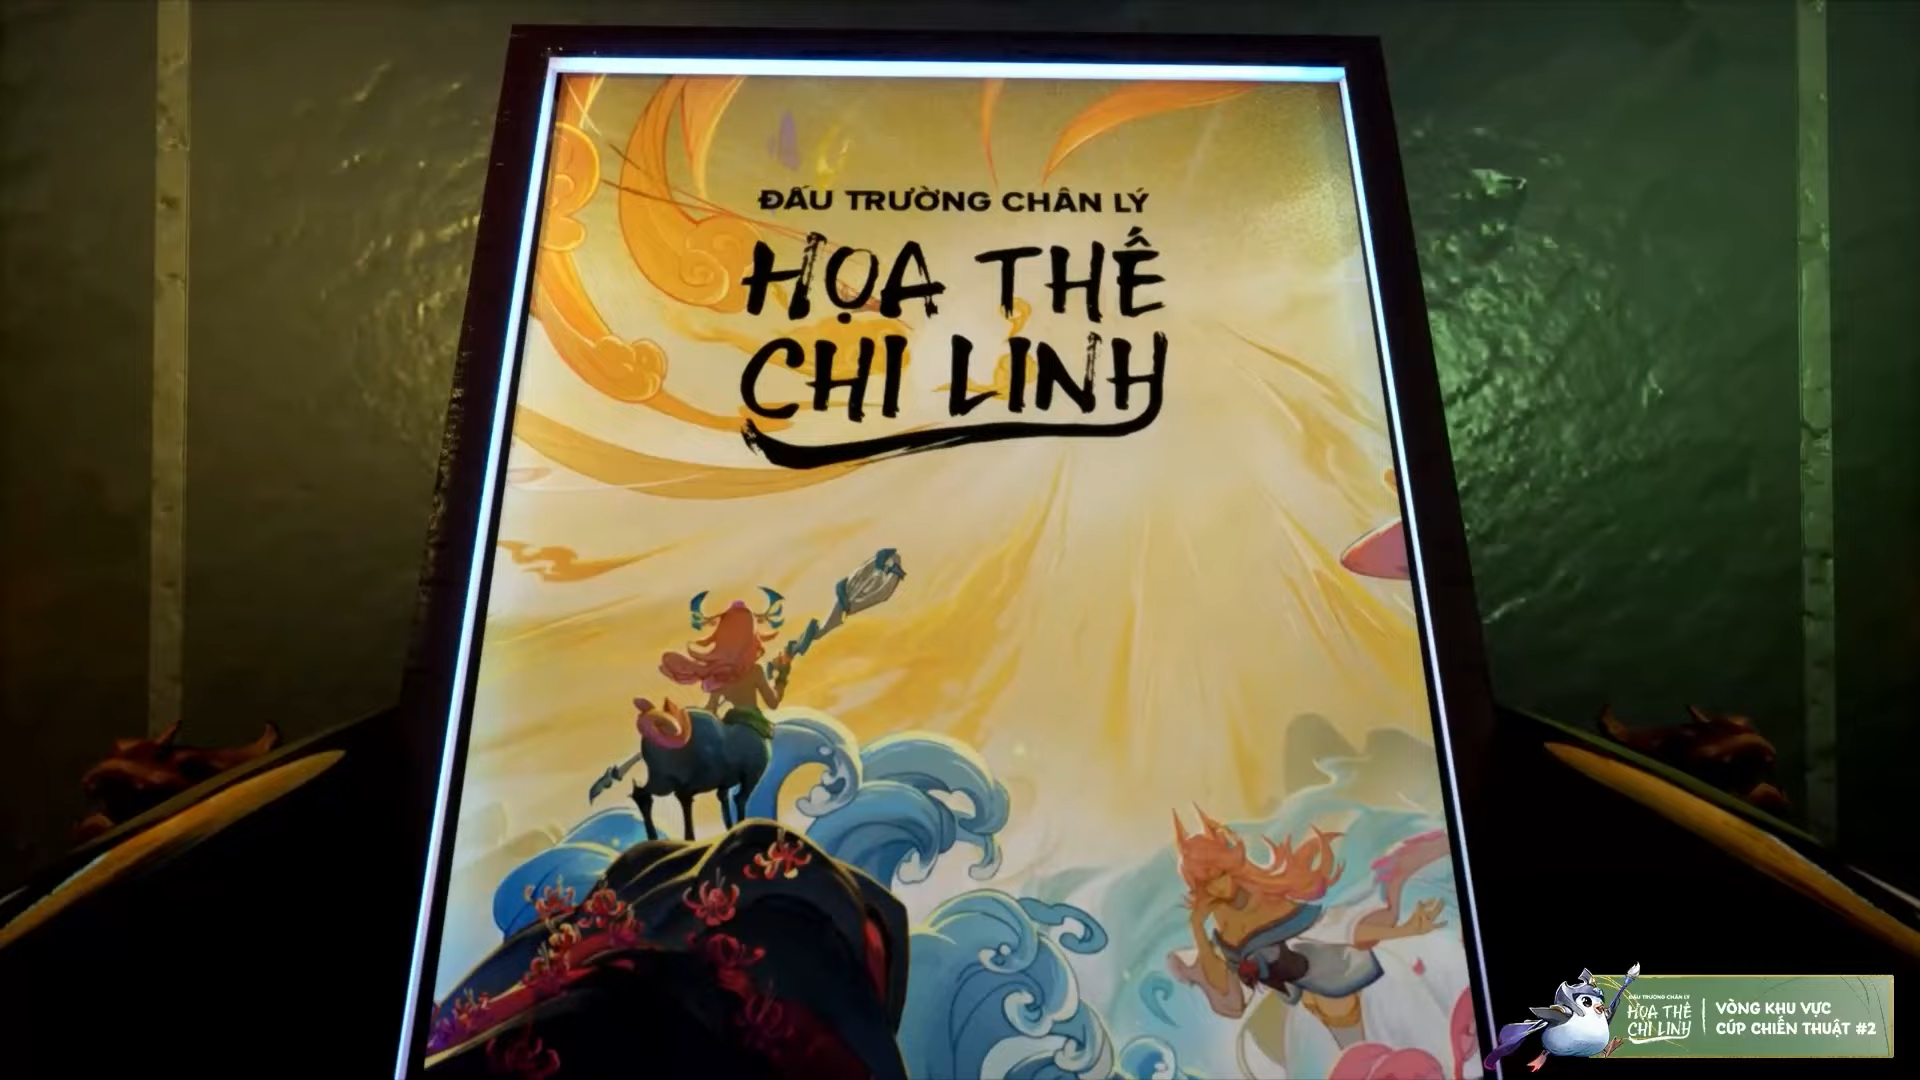 ĐẤU TRƯỜNG CHÂN LÝ
HỌA THẾ
CHI LINH
ĐẤU TRƯỜNG CHÂN LÝ
HỌA THẾ
CHI LINH
VÒNG KHU VỰC
CÚP CHIẾN THUẬT #2